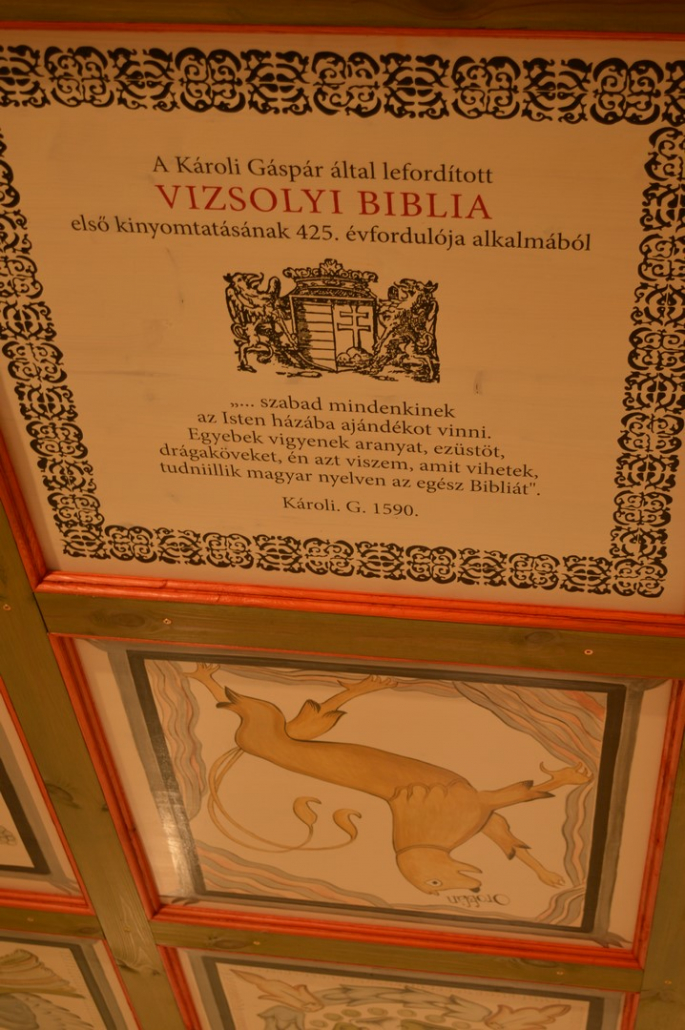 A Károli Gáspár által lefordított
VIZSOLYI BIBLIA
első kinyomtatásának 425. évfordulója alkalmából
„... szabad mindenkinek
az Isten házába ajándékot vinni.
Egyebek vigyenek aranyat, ezüstöt,
drágaköveket, én azt viszem, amit vihetek,
tudniillik magyar nyelven az egész Bibliát".
Károli. G. 1590.